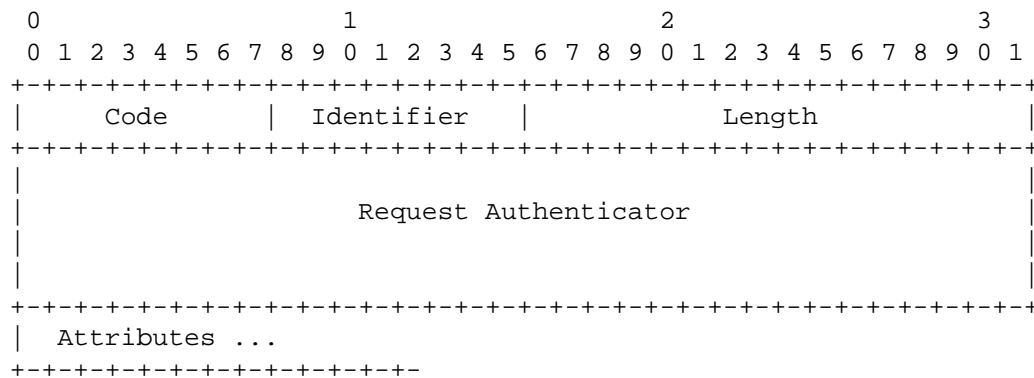 0                   1                   2                   3
 0 1 2 3 4 5 6 7 8 9 0 1 2 3 4 5 6 7 8 9 0 1 2 3 4 5 6 7 8 9 0 1
+-+-+-+-+-+-+-+-+-+-+-+-+-+-+-+-+-+-+-+-+-+-+-+-+-+-+-+-+-+-+-+-+
|     Code      |  Identifier   |            Length             |
+-+-+-+-+-+-+-+-+-+-+-+-+-+-+-+-+-+-+-+-+-+-+-+-+-+-+-+-+-+-+-+-+
|                                                               |
|                     Request Authenticator                     |
|                                                               |
|                                                               |
+-+-+-+-+-+-+-+-+-+-+-+-+-+-+-+-+-+-+-+-+-+-+-+-+-+-+-+-+-+-+-+-+
|  Attributes ...
+-+-+-+-+-+-+-+-+-+-+-+-+-